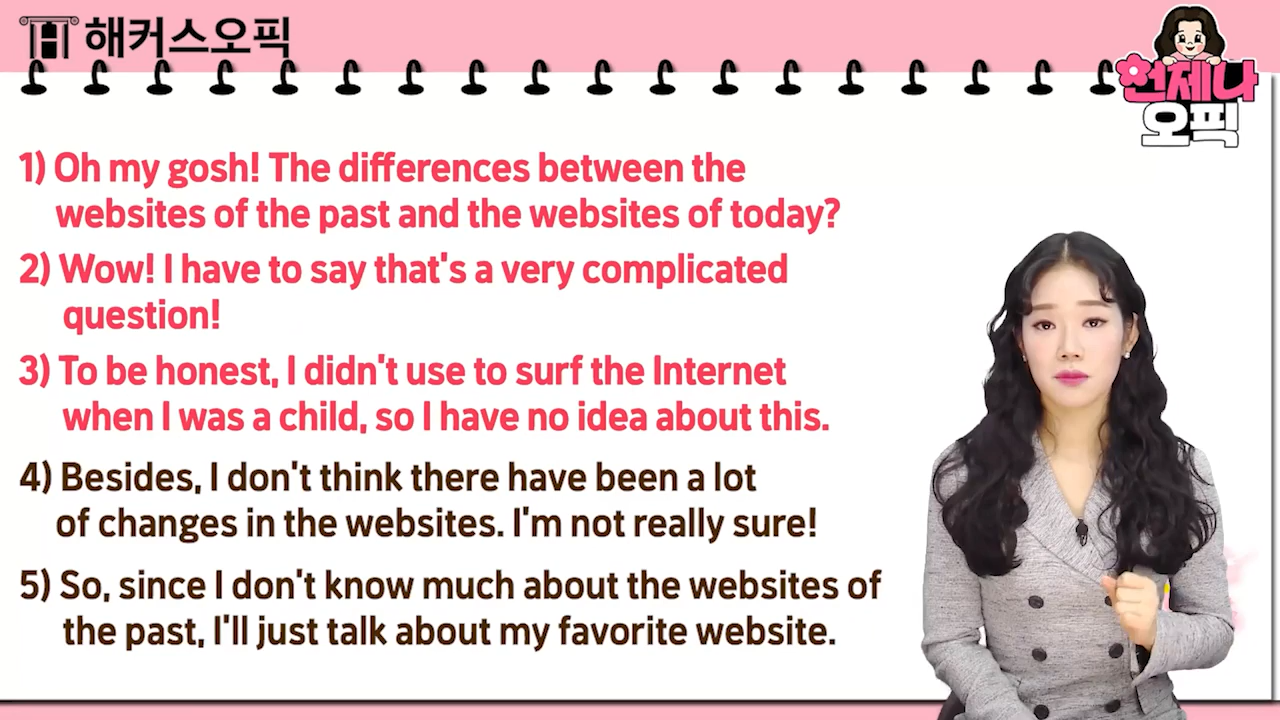 해커스오픽
언제나
오픽
1) Oh my gosh! The differences between the
websites of the past and the websites of today?
2) Wow! I have to say that's a very complicated
question!
3) To be honest, I didn't use to surf the Internet
when I was a child, so I have no idea about this.
4) Besides, I don't think there have been a lot
of changes in the websites. I'm not really sure!
5) So, since I don't know much about the websites of
the past, I'll just talk about my favorite website.